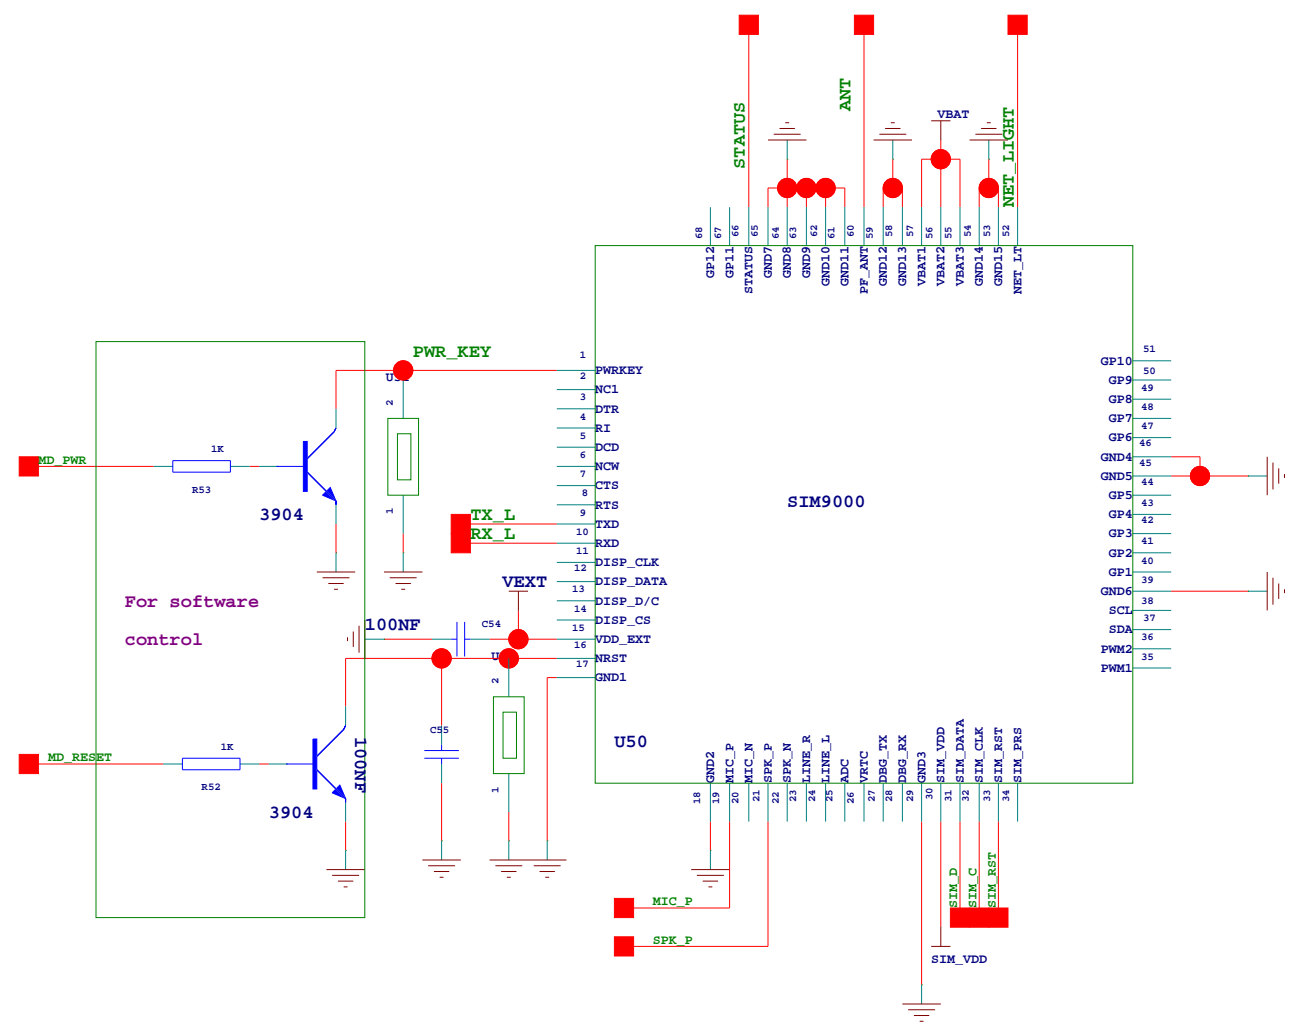 STATUS
ANT
NET_LIGHT
VBAT
68
67
66
65
64
63
62
61
60
59
58
57
56
55
54
53
52
GP12
GP11
STATUS
GND7
GND8
GND9
GND10
GND11
PF_ANT
GND12
GND13
VBAT1
VBAT2
VBAT3
GND14
GND15
NET_LT
PWR_KEY
2
1
MD_PWR
1K
R53
3904
For software
control
MD_RESET
1K
R52
3904
100NF
100NF
C54
VEXT
C55
2
1
TX_L
RX_L
1
PWRKEY
2
NC1
3
DTR
4
RI
5
DCD
6
NCW
7
CTS
8
RTS
9
TXD
10
RXD
11
DISP_CLK
12
DISP_DATA
13
DISP_D/C
14
DISP_CS
15
VDD_EXT
16
NRST
17
GND1
SIM9000
U50
51
GP10
50
GP9
49
GP8
48
GP7
47
GP6
46
GND4
45
GND5
44
GP5
43
GP4
42
GP3
41
GP2
40
GP1
39
GND6
38
SCL
37
SDA
36
PWM2
35
PWM1
GND2
MIC_P
MIC_N
SPK_P
SPK_N
LINE_R
LINE_L
ADC
VRTC
DBG_TX
DBG_RX
GND3
SIM_VDD
SIM_DATA
SIM_CLK
SIM_RST
SIM_PRS
18
19
20
21
22
23
24
25
26
27
28
29
30
31
32
33
34
MIC_P
SPK_P
SIM_D
SIM_C
SIM_RST
SIM_VDD